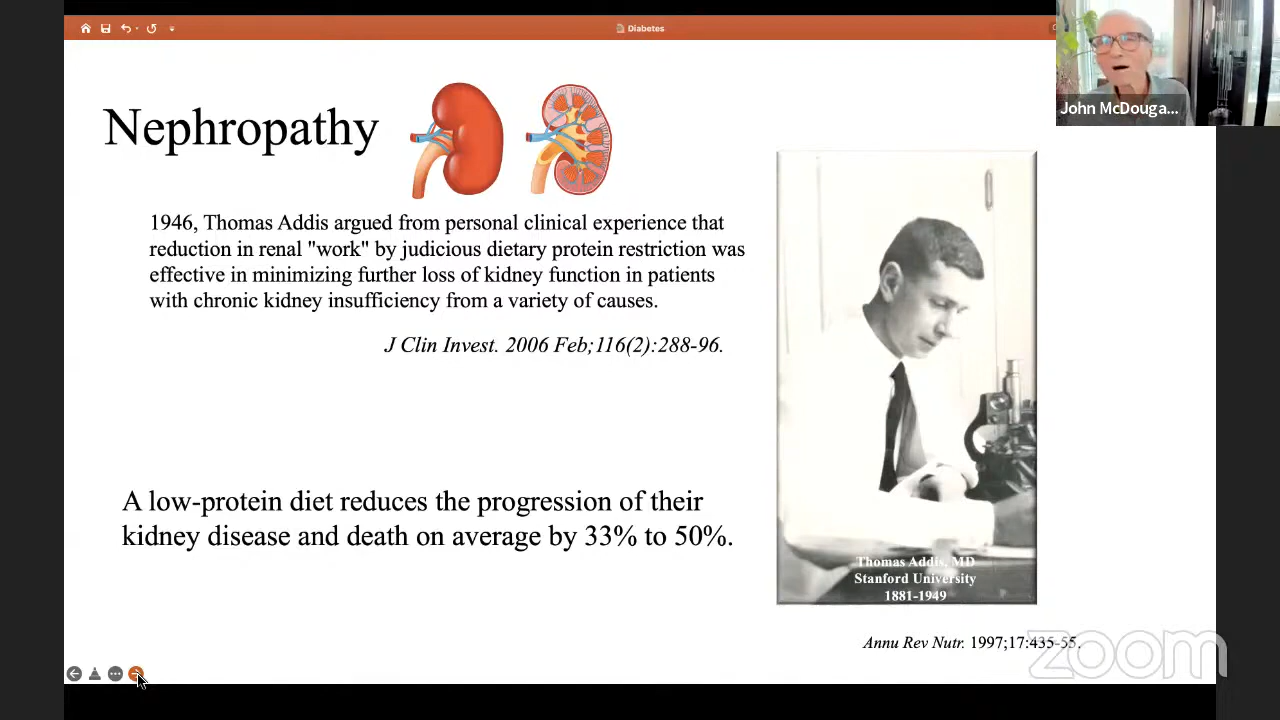 Diabetes
John McDouga...
Nephropathy
1946, Thomas Addis argued from personal clinical experience that
reduction in renal "work" by judicious dietary protein restriction was
effective in minimizing further loss of kidney function in patients
with chronic kidney insufficiency from a variety of causes.
J Clin Invest. 2006 Feb;116(2):288-96.
A low-protein diet reduces the progression of their
kidney disease and death on average by 33% to 50%.
Thomas Addis, MD
Stanford University
1881-1949
Annu Rev Nutr. 1997;17:435-55.
zoom